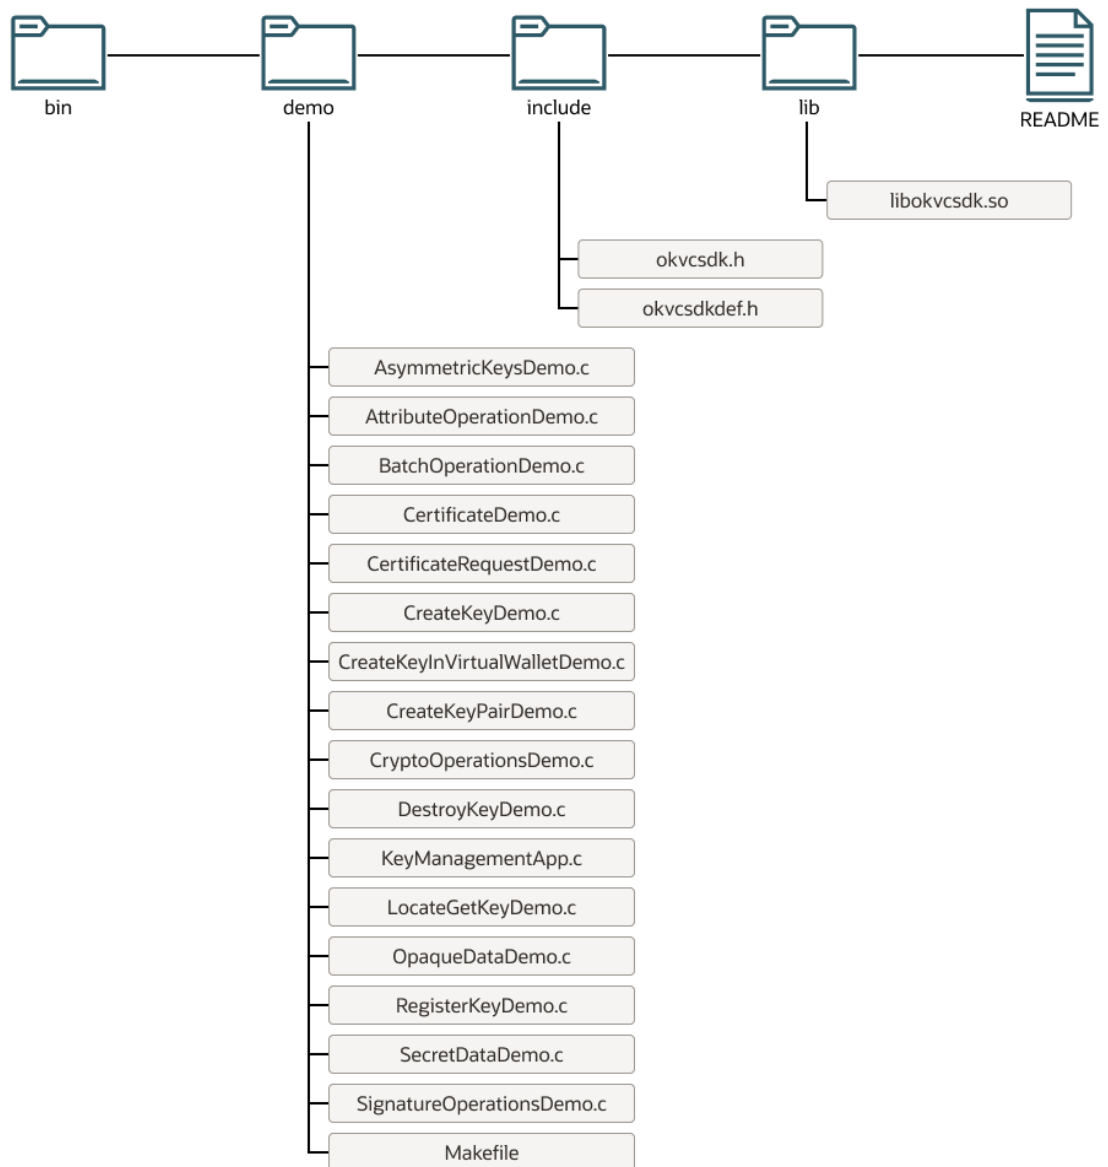 bin
demo
include
lib
README
libokvcsdk.so
okvcsdk.h
okvcsdkdef.h
AsymmetricKeysDemo.c
AttributeOperationDemo.c
BatchOperationDemo.c
CertificateDemo.c
CertificateRequestDemo.c
CreateKeyDemo.c
CreateKeyInVirtualWalletDemo.c
CreateKeyPairDemo.c
CryptoOperationsDemo.c
DestroyKeyDemo.c
KeyManagementApp.c
LocateGetKeyDemo.c
OpaqueDataDemo.c
RegisterKeyDemo.c
SecretDataDemo.c
SignatureOperationsDemo.c
Makefile